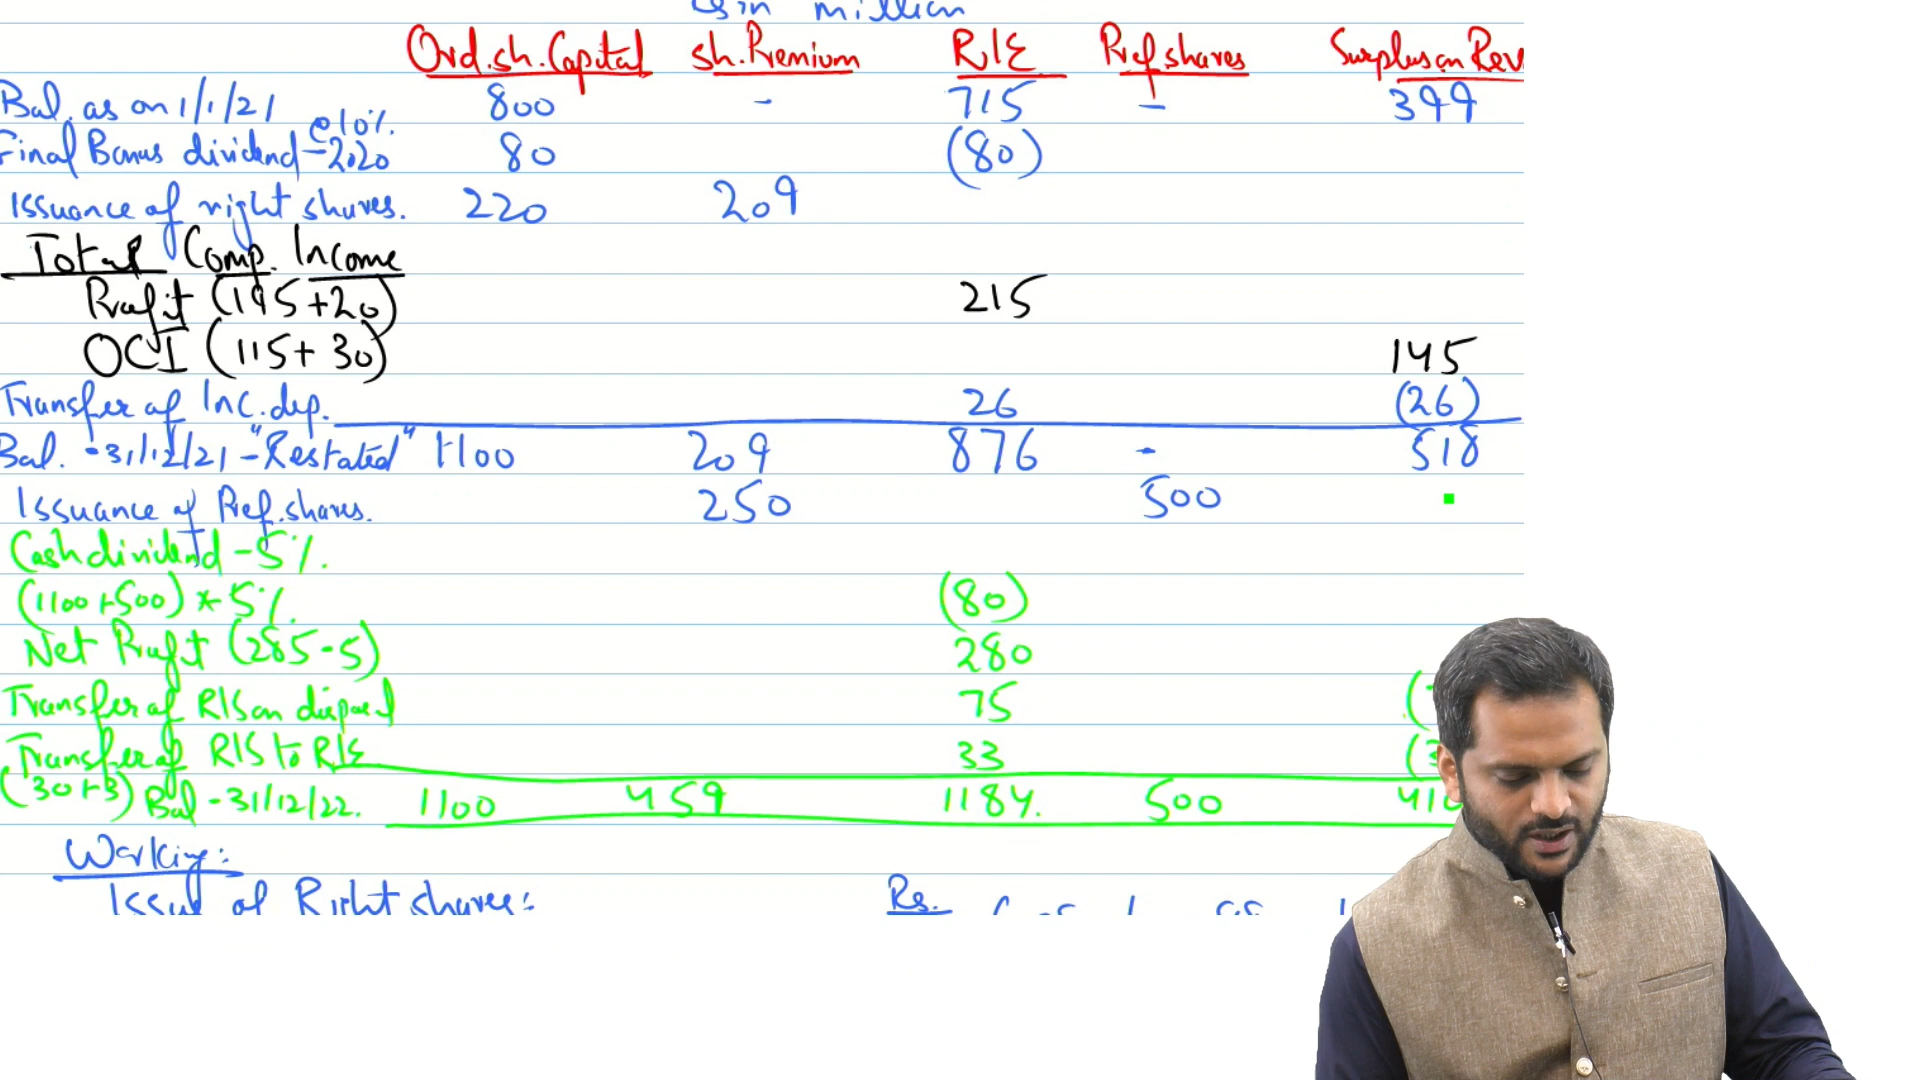 Rs in million
Ord.sh.Capital sh.Premium R/E Pref shares Surplus on Rev
Bal. as on 1/1/21 800 - 715 - 399
@10%.
Final Bonus dividend-2020 80 (80)
Issuance of right shares. 220 209
Total Comp. Income
Profit (195+20) 215
OCI (115+30) 145
Transfer of Inc.dep. 26 (26)
Bal. -31/12/21-"Restated" 1100 209 876 - 518
Issuance of Pref.shares. 250 500
Cash dividend -5%.
(1100+500)*5% (80)
Net Profit (285-5) 280
Transfer of R/S on disposal 75 (
Transfer of R/S to R/E 33 (3
(30+3) Bal -31/12/22. 1100 459 1184. 500 410
Working:
Issue of Right shares: Rs.